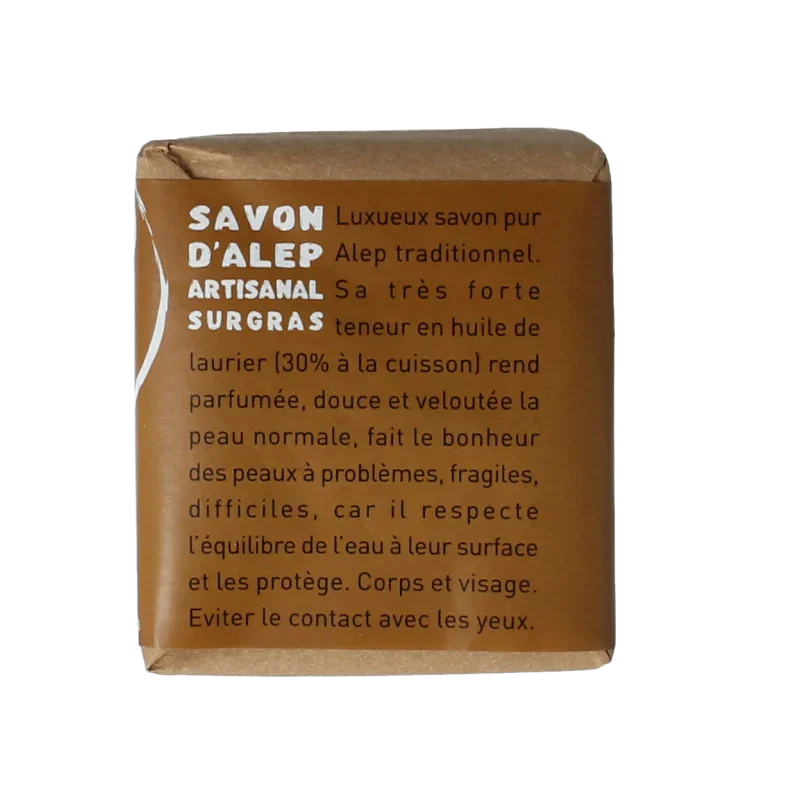 SAVON
D'ALEP
ARTISANAL
SURGRAS
Luxueux savon pur
Alep traditionnel.
Sa très forte
teneur en huile de
laurier (30% à la cuisson) rend
parfumée, douce et veloutée la
peau normale, fait le bonheur
des peaux à problèmes, fragiles,
difficiles, car il respecte
l'équilibre de l'eau à leur surface
et les protège. Corps et visage.
Eviter le contact avec les yeux.